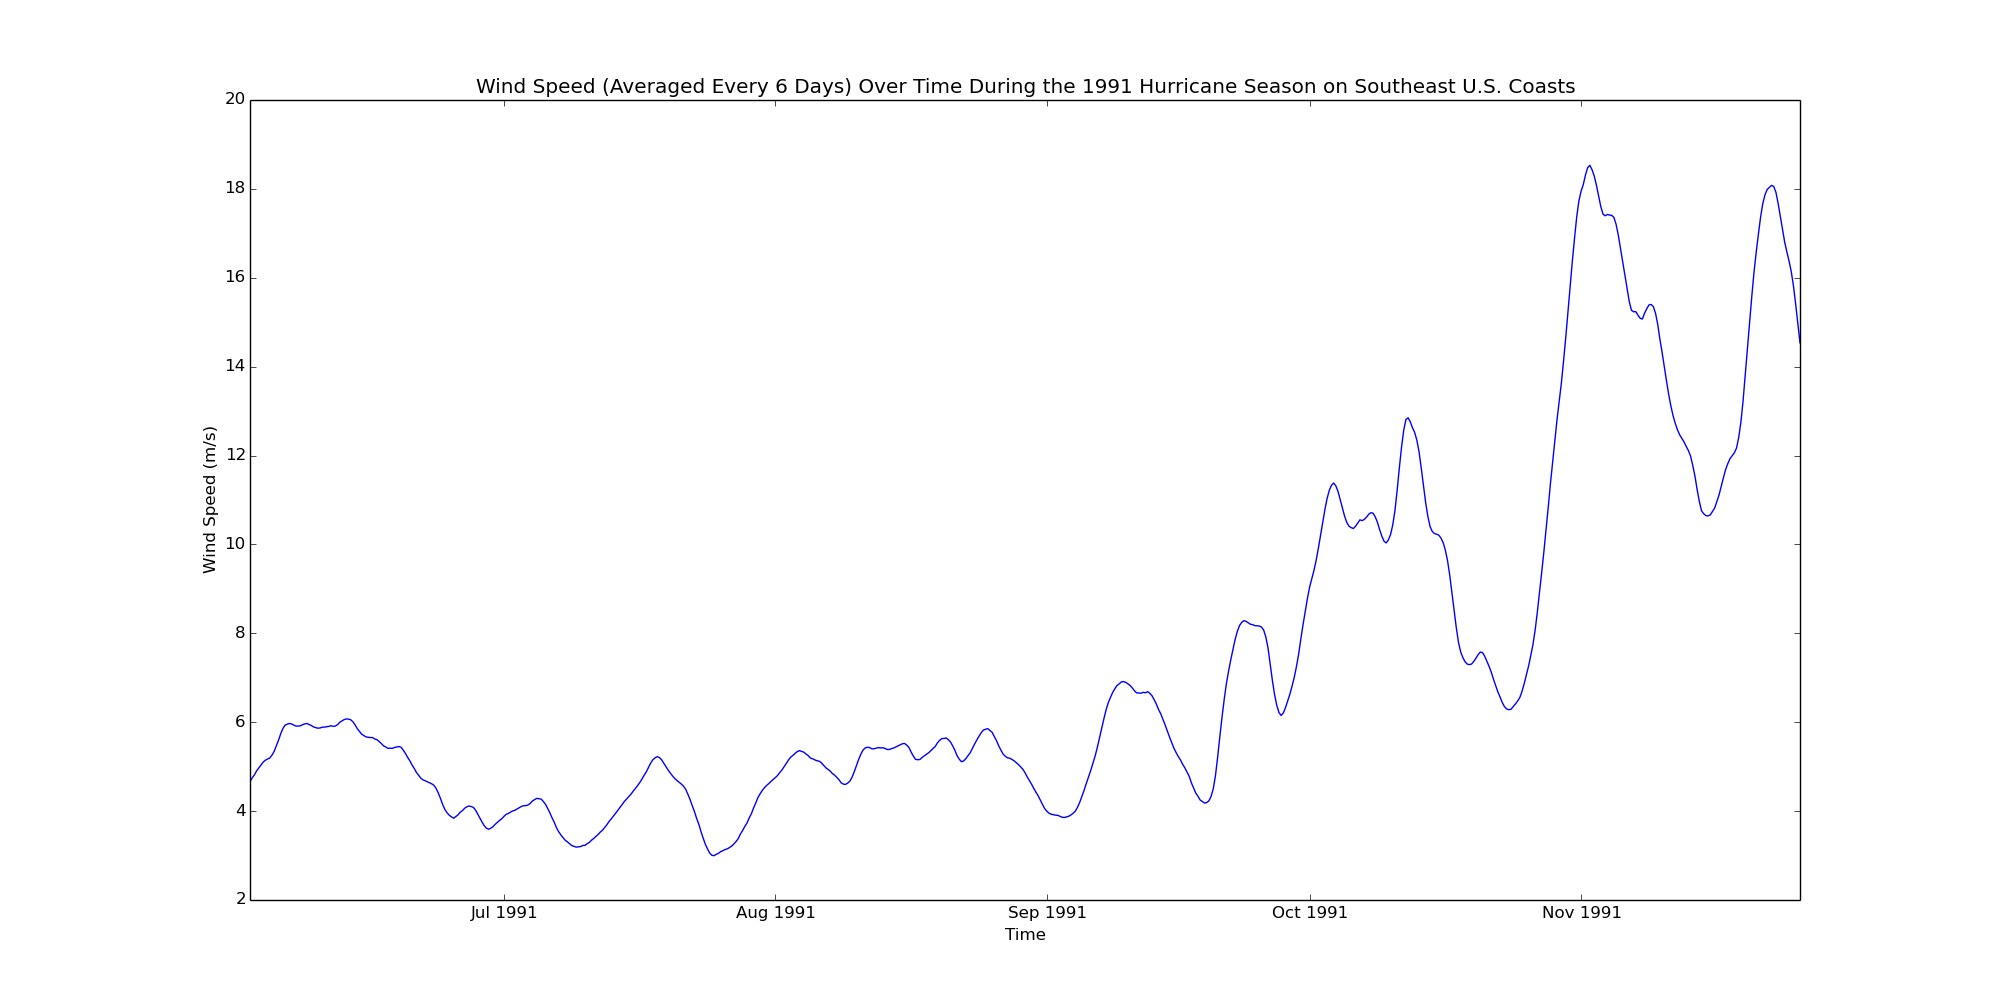 Wind Speed (Averaged Every 6 Days) Over Time During the 1991 Hurricane Season on Southeast U.S. Coasts
20
18
16
14
12
10
8
6
4
2
Wind Speed (m/s)
Jul 1991 Aug 1991 Sep 1991 Oct 1991 Nov 1991
Time